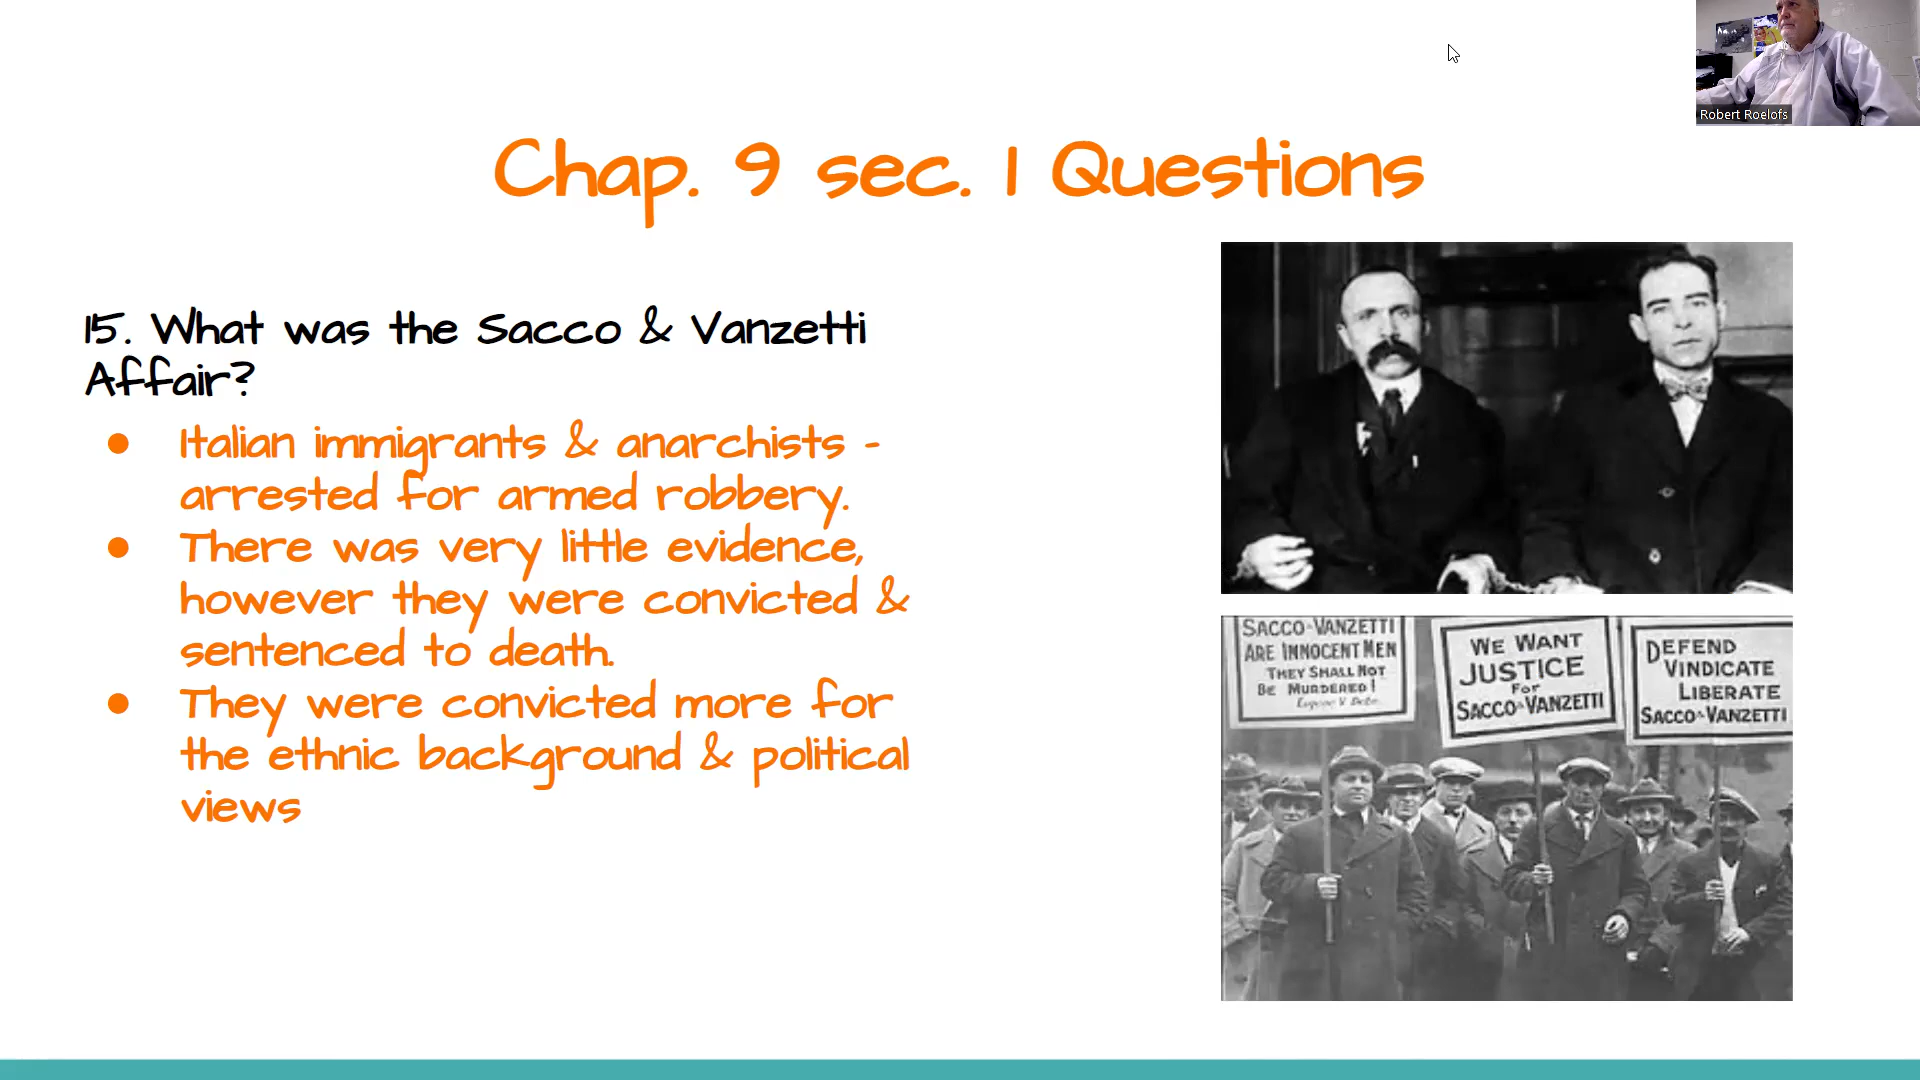 Robert Roelofs
Chap. 9 sec. 1 Questions
15. What was the Sacco & Vanzetti
Affair?
● Italian immigrants & anarchists -
arrested for armed robbery.
● There was very little evidence,
however they were convicted &
sentenced to death.
● They were convicted more for
the ethnic background & political
views
SACCO-VANZETTI
ARE INNOCENT MEN
THEY SHALL NOT
BE MURDERED!
Eugene V. Debs
WE WANT
JUSTICE
FOR
SACCO-VANZETTI
DEFEND
VINDICATE
LIBERATE
SACCO-VANZETTI